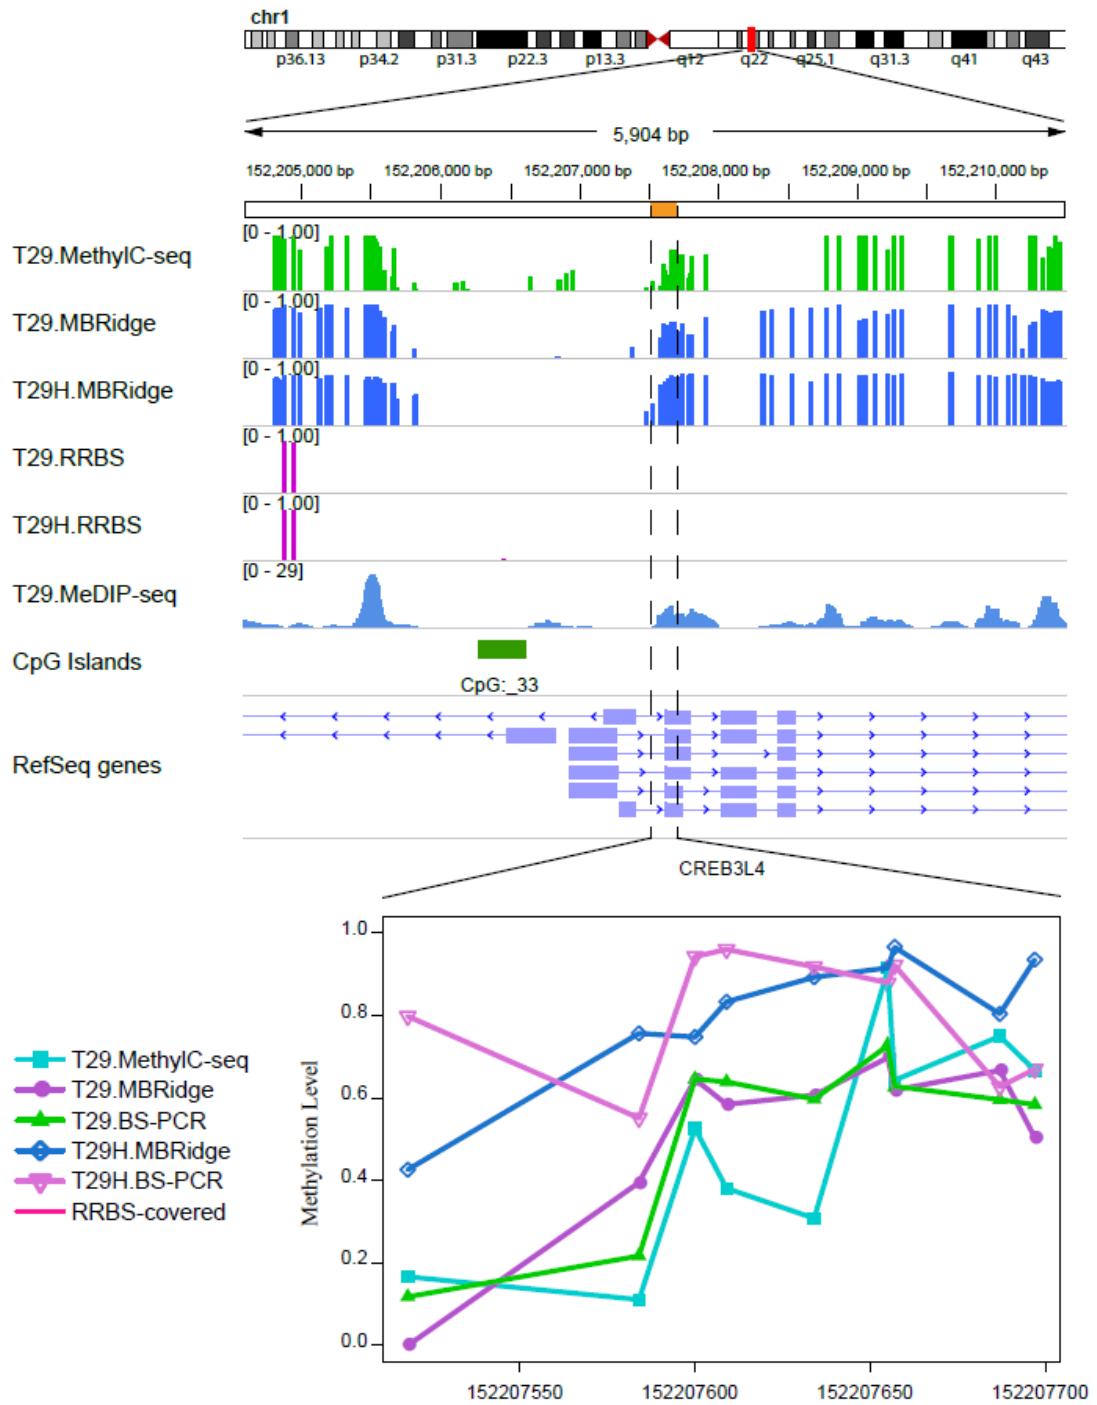 chr1
p36.13 p34.2 p31.3 p22.3 p13.3 q12 q22 q25.1 q31.3 q41 q43
5,904 bp
152,205,000 bp 152,206,000 bp 152,207,000 bp 152,208,000 bp 152,209,000 bp 152,210,000 bp
[0 - 1.00]
T29.MethylC-seq
[0 - 1.00]
T29.MBRidge
[0 - 1.00]
T29H.MBRidge
[0 - 1.00]
T29.RRBS
[0 - 1.00]
T29H.RRBS
[0 - 29]
T29.MeDIP-seq
CpG Islands
CpG:_33
RefSeq genes
CREB3L4
1.0
0.8
0.6
0.4
0.2
0.0
Methylation Level
T29.MethylC-seq
T29.MBRidge
T29.BS-PCR
T29H.MBRidge
T29H.BS-PCR
RRBS-covered
152207550 152207600 152207650 152207700